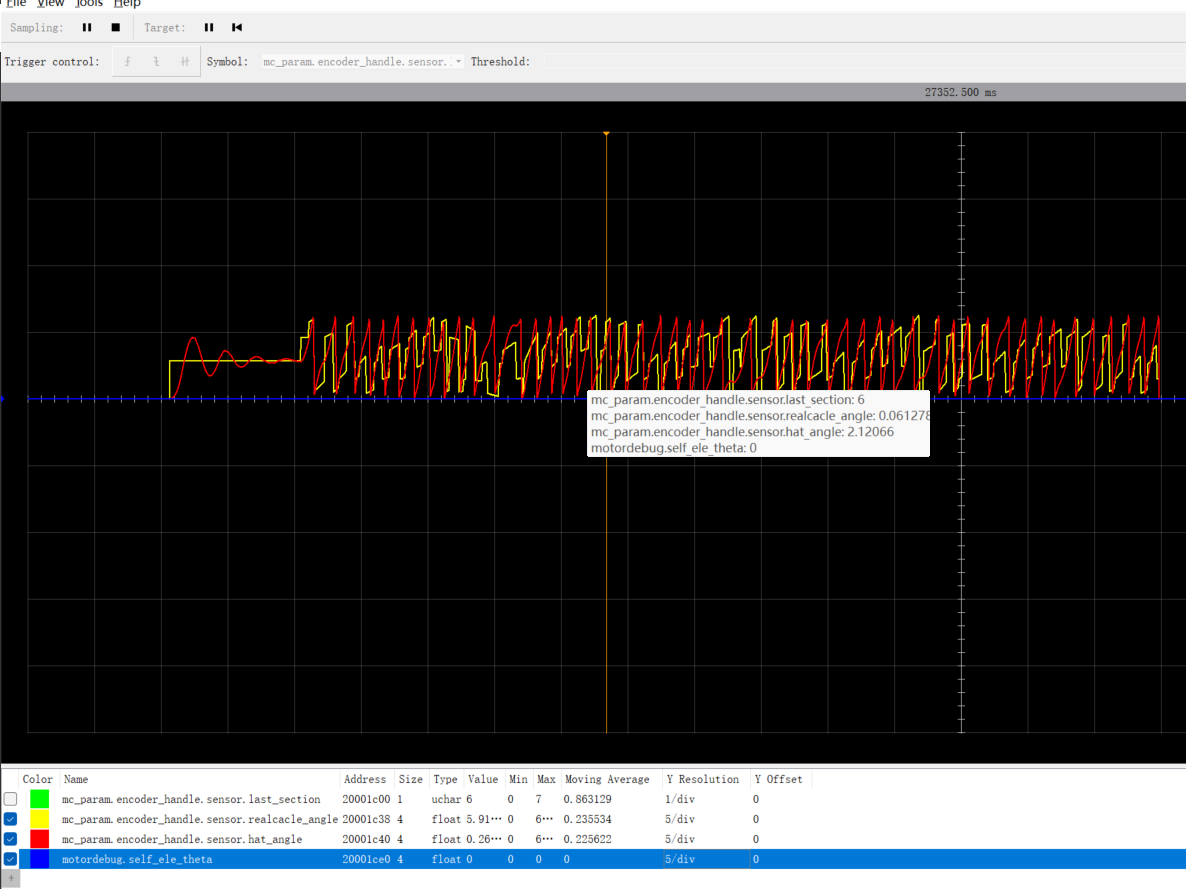 File View Tools Help
Sampling: Target:
Trigger control: Symbol: mc_param.encoder_handle.sensor. Threshold:
27352.500 ms
mc_param.encoder_handle.sensor.last_section: 6
mc_param.encoder_handle.sensor.realcacle_angle: 0.061278
mc_param.encoder_handle.sensor.hat_angle: 2.12066
motordebug.self_ele_theta: 0
Color Name Address Size Type Value Min Max Moving Average Y Resolution Y Offset
mc_param.encoder_handle.sensor.last_section 20001c00 1 uchar 6 0 7 0.863129 1/div 0
mc_param.encoder_handle.sensor.realcacle_angle 20001c38 4 float 5.91··· 0 6··· 0.235534 5/div 0
mc_param.encoder_handle.sensor.hat_angle 20001c40 4 float 0.26··· 0 6··· 0.225622 5/div 0
motordebug.self_ele_theta 20001ce0 4 float 0 0 0 0 5/div 0